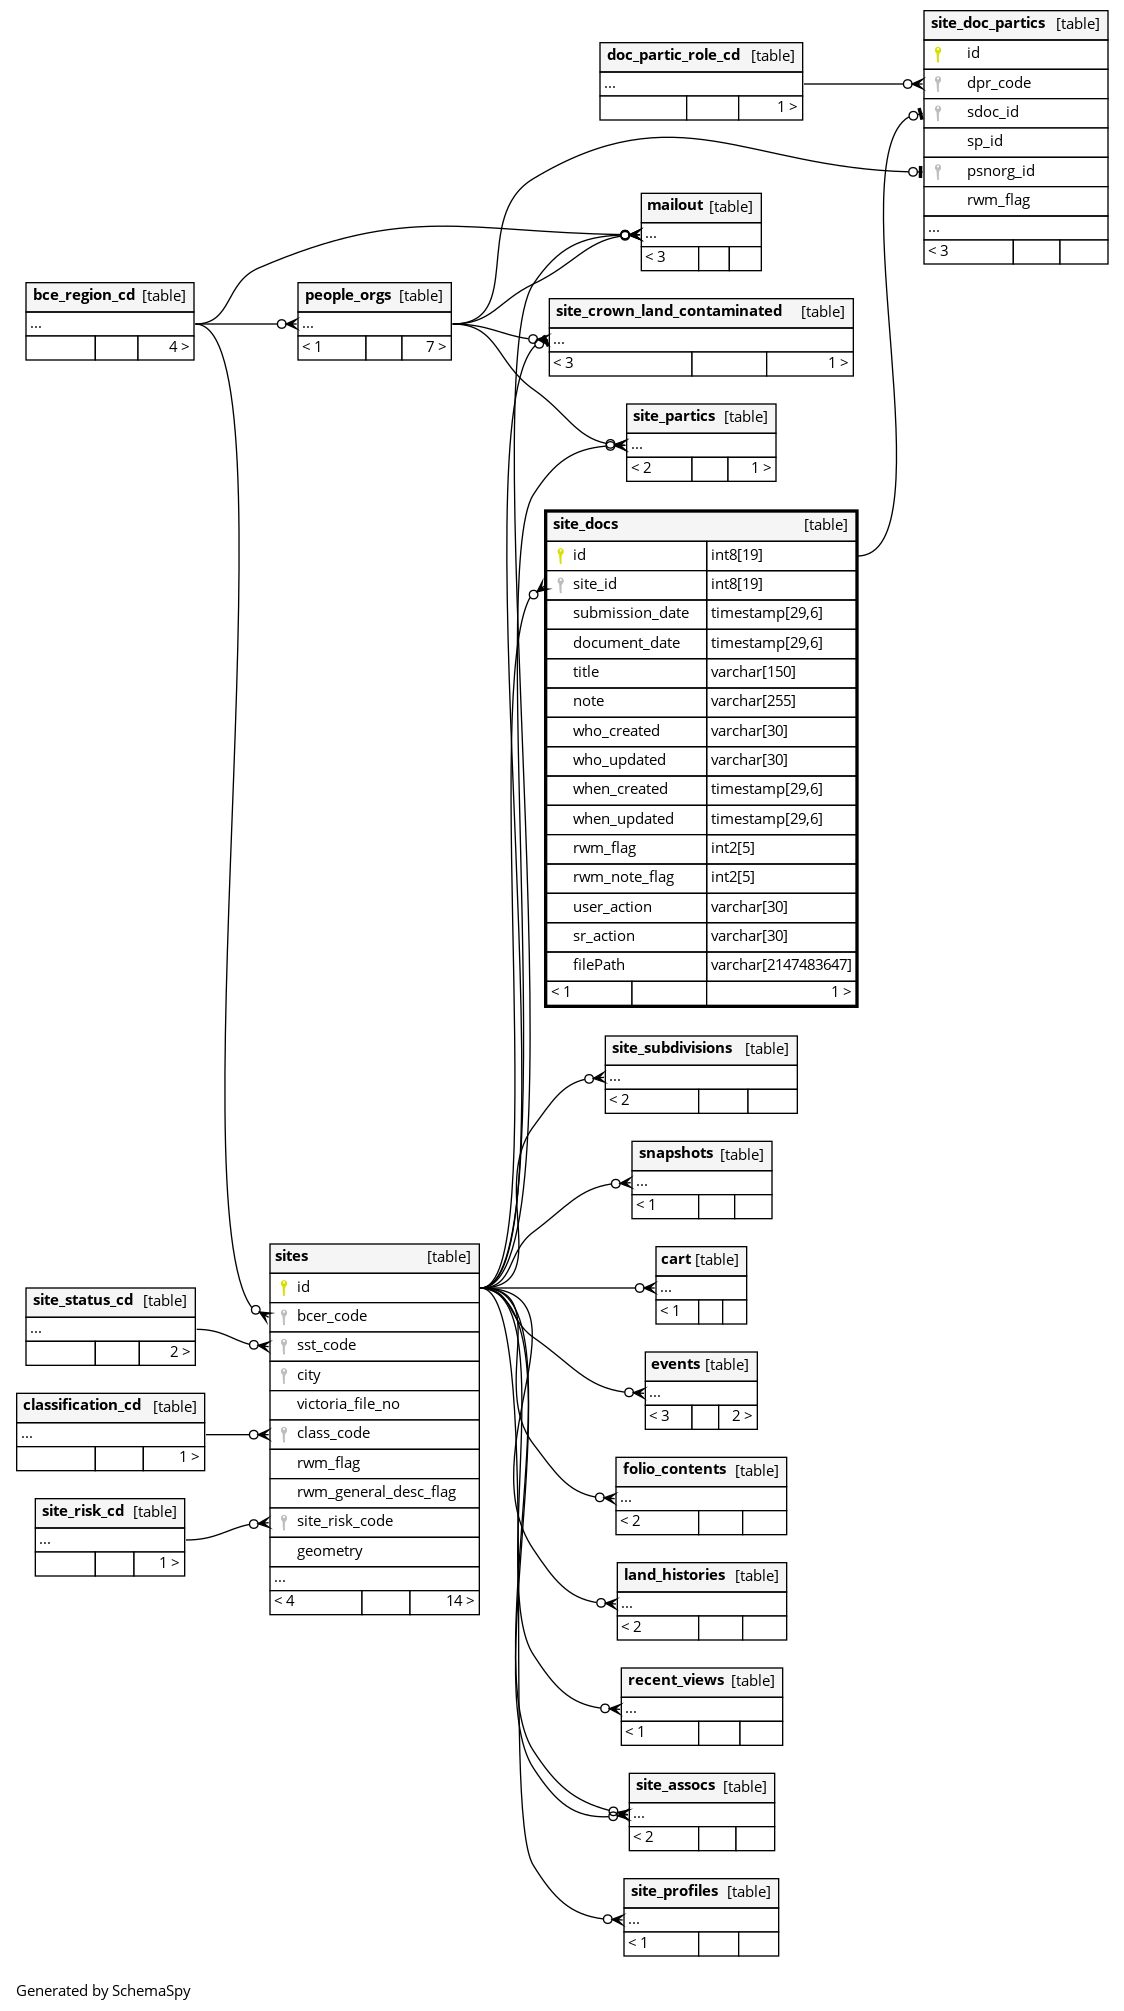 site_doc_partics [table]
id
dpr_code
sdoc_id
sp_id
psnorg_id
rwm_flag
...
< 3
doc_partic_role_cd [table]
...
1 >
mailout [table]
...
< 3
bce_region_cd [table]
...
4 >
people_orgs [table]
...
< 1 7 >
site_crown_land_contaminated [table]
...
< 3 1 >
site_partics [table]
...
< 2 1 >
site_docs [table]
id int8[19]
site_id int8[19]
submission_date timestamp[29,6]
document_date timestamp[29,6]
title varchar[150]
note varchar[255]
who_created varchar[30]
who_updated varchar[30]
when_created timestamp[29,6]
when_updated timestamp[29,6]
rwm_flag int2[5]
rwm_note_flag int2[5]
user_action varchar[30]
sr_action varchar[30]
filePath varchar[2147483647]
< 1 1 >
site_subdivisions [table]
...
< 2
snapshots [table]
...
< 1
sites [table]
id
bcer_code
sst_code
city
victoria_file_no
class_code
rwm_flag
rwm_general_desc_flag
site_risk_code
geometry
...
< 4 14 >
site_status_cd [table]
...
2 >
classification_cd [table]
...
1 >
site_risk_cd [table]
...
1 >
cart [table]
...
< 1
events [table]
...
< 3 2 >
folio_contents [table]
...
< 2
land_histories [table]
...
< 2
recent_views [table]
...
< 1
site_assocs [table]
...
< 2
site_profiles [table]
...
< 1
Generated by SchemaSpy